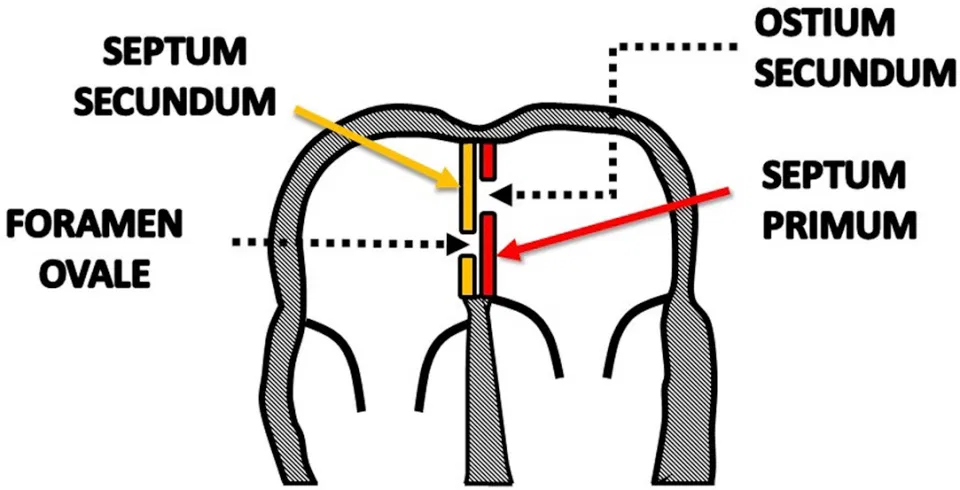 SEPTUM
SECUNDUM
OSTIUM
SECUNDUM
SEPTUM
PRIMUM
FORAMEN
OVALE